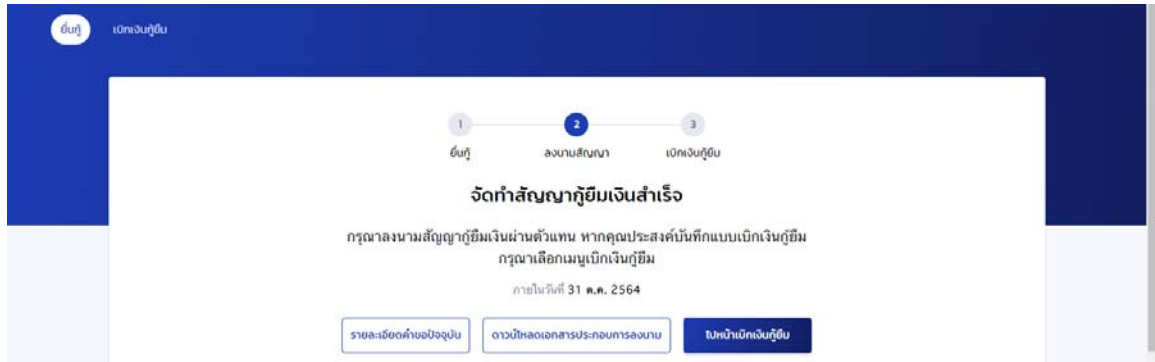 ยื่นกู้ เบิกเงินกู้ยืม
1 2 3
ยื่นกู้ ลงนามสัญญา เบิกเงินกู้ยืม
จัดทำสัญญากู้ยืมเงินสำเร็จ
กรุณาลงนามสัญญากู้ยืมเงินผ่านตัวแทน หากคุณประสงค์บันทึกแบบเบิกเงินกู้ยืม
กรุณาเลือกเมนูเบิกเงินกู้ยืม
ภายในวันที่ 31 ต.ค. 2564
รายละเอียดคำขอปัจจุบัน ดาวน์โหลดเอกสารประกอบการลงนาม ไปหน้าเบิกเงินกู้ยืม